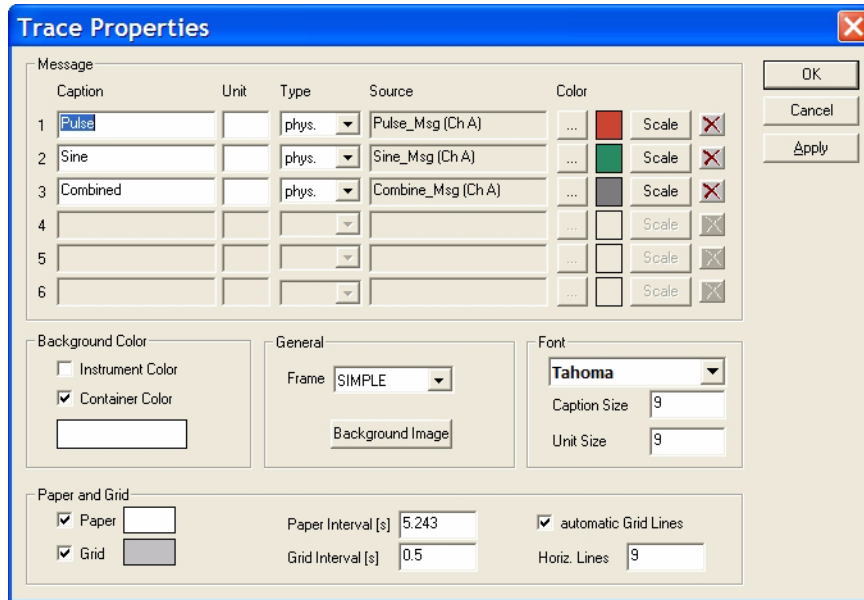 Trace Properties
Message
Caption Unit Type Source Color
1 Pulse phys. Pulse_Msg (Ch A) ... Scale
2 Sine phys. Sine_Msg (Ch A) ... Scale
3 Combined phys. Combine_Msg (Ch A) ... Scale
4 ... Scale
5 ... Scale
6 ... Scale
OK
Cancel
Apply
Background Color
Instrument Color
Container Color
General
Frame SIMPLE
Background Image
Font
Tahoma
Caption Size 9
Unit Size 9
Paper and Grid
Paper Paper Interval [s] 5.243 automatic Grid Lines
Grid Grid Interval [s] 0.5 Horiz. Lines 9